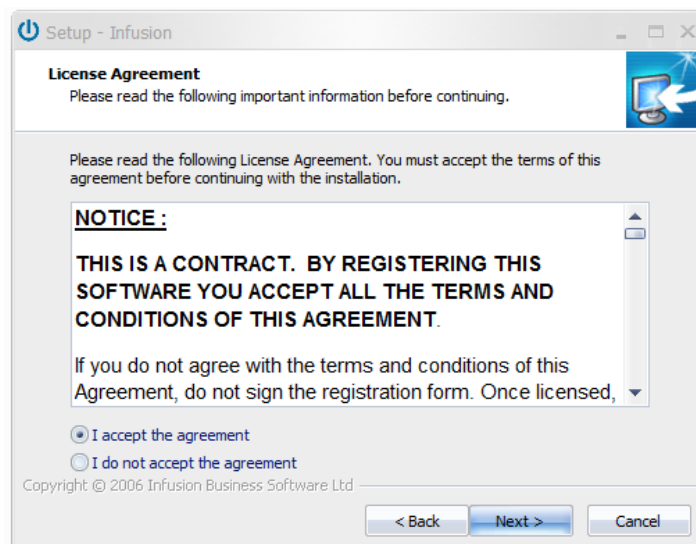 Setup - Infusion
License Agreement
Please read the following important information before continuing.
Please read the following License Agreement. You must accept the terms of this
agreement before continuing with the installation.
NOTICE :
THIS IS A CONTRACT.  BY REGISTERING THIS
SOFTWARE YOU ACCEPT ALL THE TERMS AND
CONDITIONS OF THIS AGREEMENT.
If you do not agree with the terms and conditions of this
Agreement, do not sign the registration form. Once licensed,
I accept the agreement
I do not accept the agreement
Copyright © 2006 Infusion Business Software Ltd
< Back
Next >
Cancel